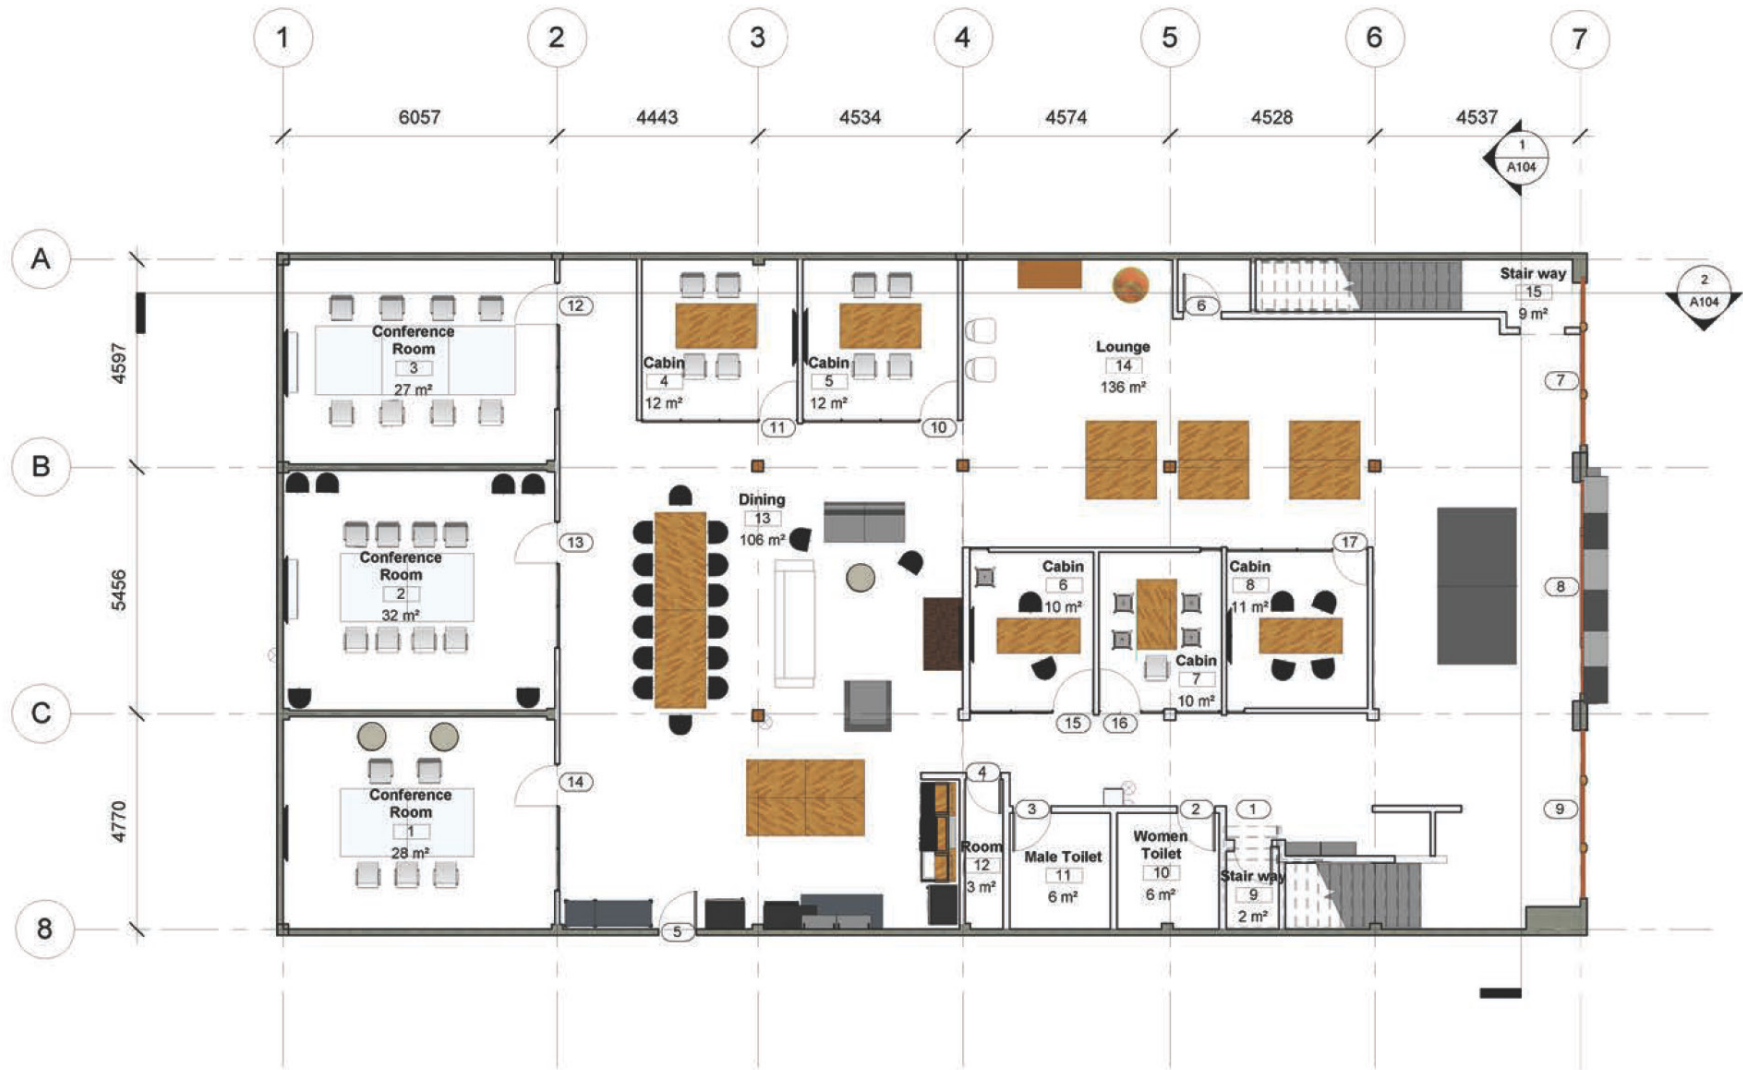 1 2 3 4 5 6 7
6057 4443 4534 4574 4528 4537
1
A104
A
2
A104
4597
B
5456
C
4770
8
Conference
Room
3
27 m²
12
Cabin
4
12 m²
11
Cabin
5
12 m²
10
Lounge
14
136 m²
6
Stair way
15
9 m²
7
Conference
Room
2
32 m²
13
Dining
13
106 m²
Cabin
6
10 m²
15
Cabin
7
10 m²
16
Cabin
8
11 m²
17
8
Conference
Room
1
28 m²
14
5
4
Room
12
3 m²
3
Male Toilet
11
6 m²
2
Women
Toilet
10
6 m²
1
Stair way
9
2 m²
9